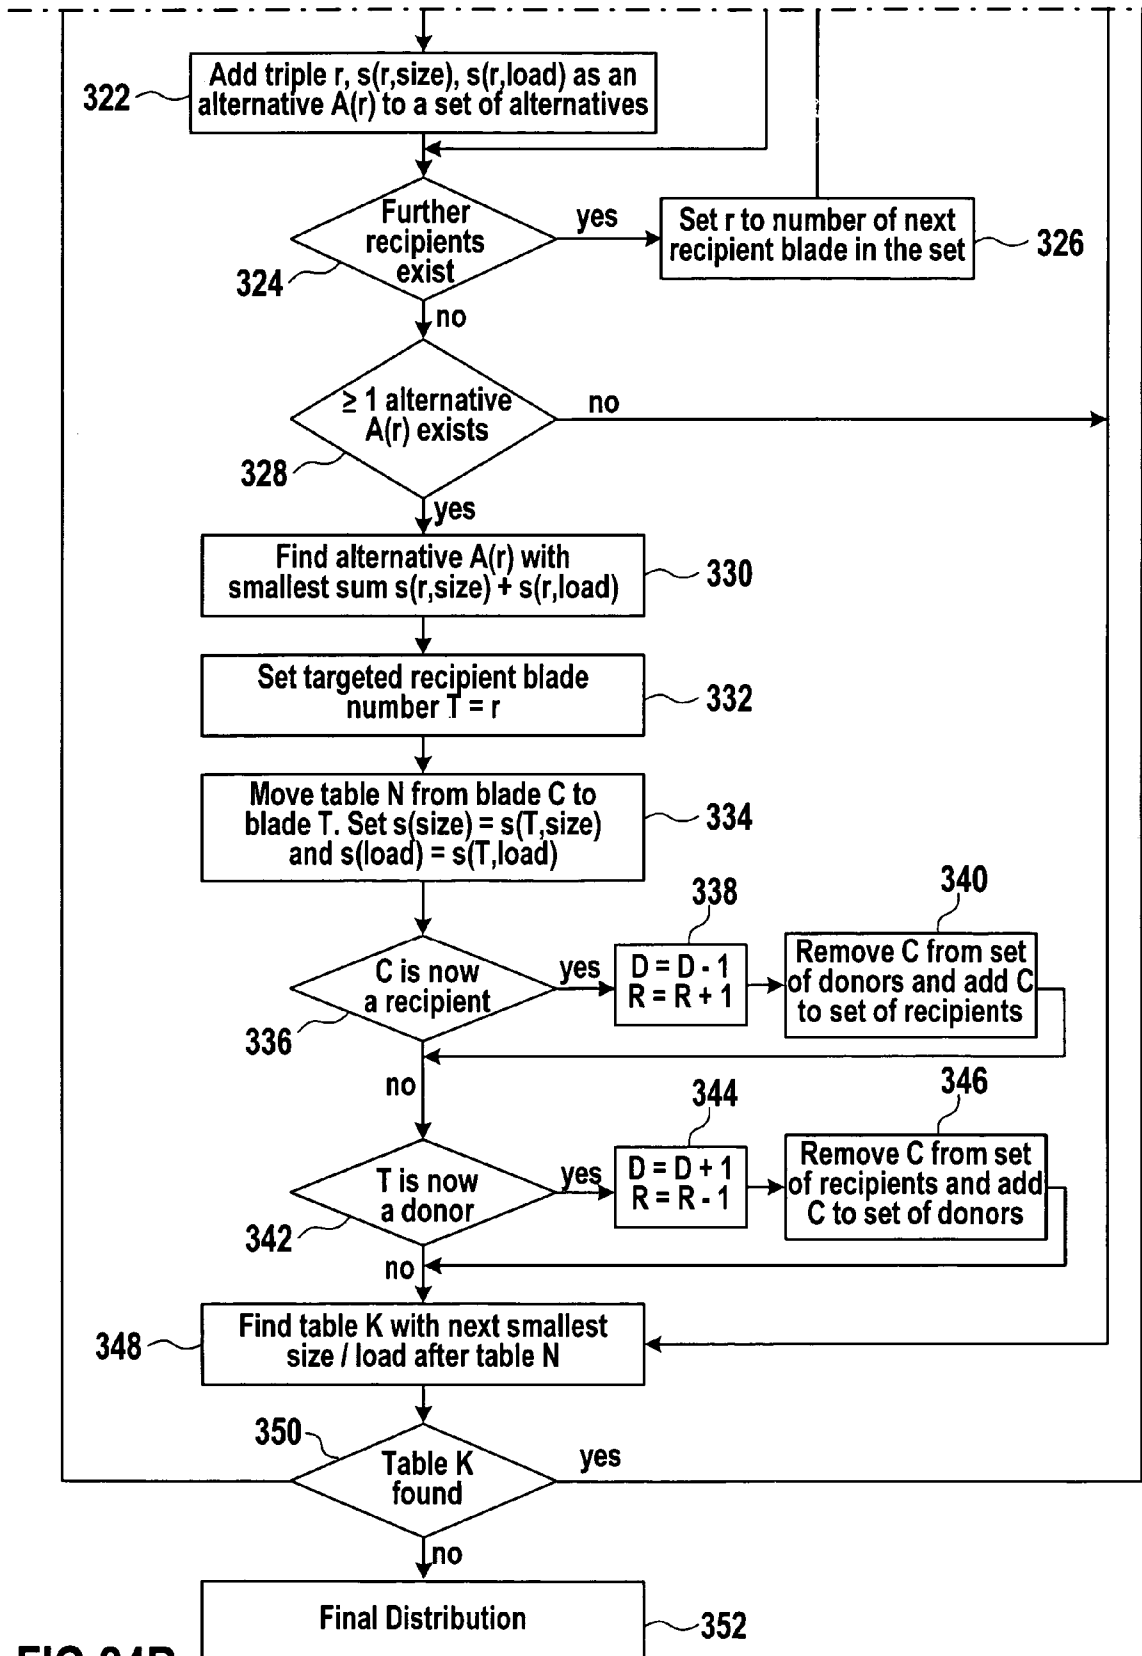 Add triple r, s(r,size), s(r,load) as an
alternative A(r) to a set of alternatives
322
Further
recipients
exist
324
yes
Set r to number of next
recipient blade in the set
326
no
≥ 1 alternative
A(r) exists
328
no
yes
Find alternative A(r) with
smallest sum s(r,size) + s(r,load)
330
Set targeted recipient blade
number T = r
332
Move table N from blade C to
blade T. Set s(size) = s(T,size)
and s(load) = s(T,load)
334
C is now
a recipient
336
yes
338
D = D - 1
R = R + 1
340
Remove C from set
of donors and add C
to set of recipients
no
T is now
a donor
342
yes
344
D = D + 1
R = R - 1
346
Remove C from set
of recipients and add
C to set of donors
no
Find table K with next smallest
size / load after table N
348
350
Table K
found
yes
no
Final Distribution
352